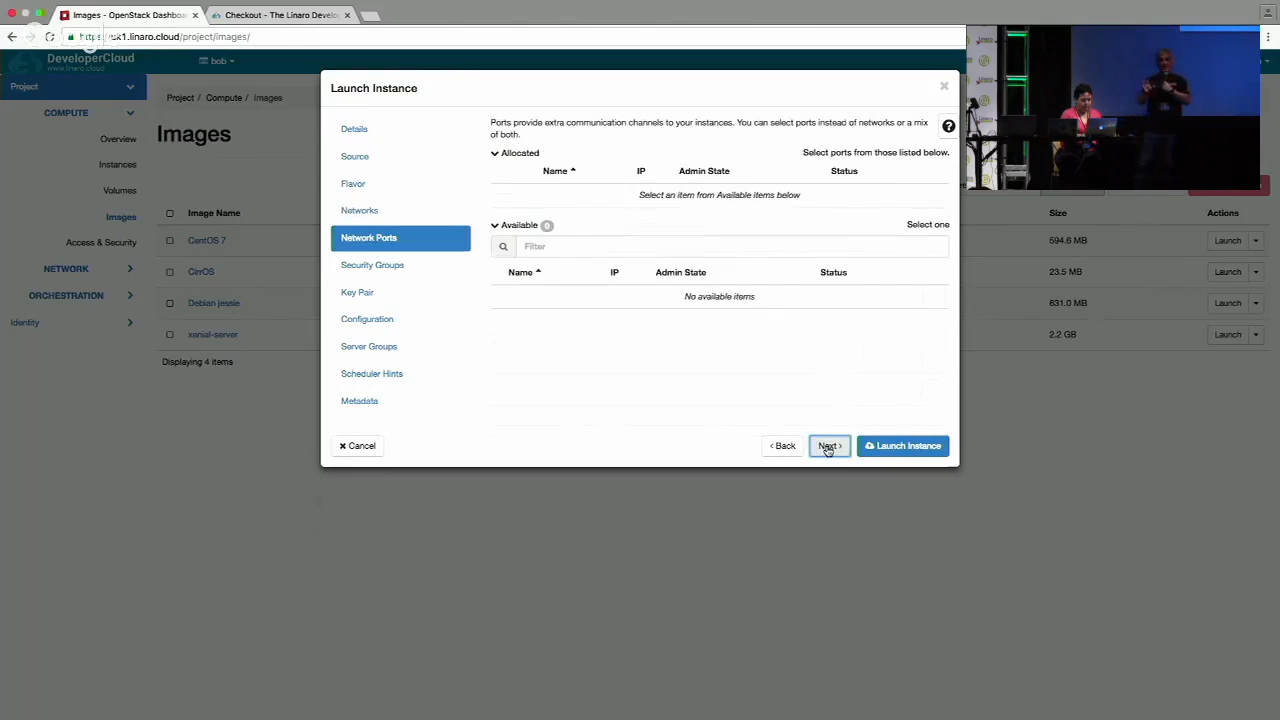 Images - OpenStack Dashboa
Checkout - The Linaro Develo
https://uk1.linaro.cloud/project/images/
DeveloperCloud
www.linaro.cloud
bob
Project
COMPUTE
Overview
Instances
Volumes
Images
Access & Security
NETWORK
ORCHESTRATION
Identity
Project / Compute / Images
Images
Image Name
Size
Actions
CentOS 7
594.6 MB
Launch
CirrOS
23.5 MB
Launch
Debian jessie
631.0 MB
Launch
xenial-server
2.2 GB
Launch
Displaying 4 items
Launch Instance
Details
Source
Flavor
Networks
Network Ports
Security Groups
Key Pair
Configuration
Server Groups
Scheduler Hints
Metadata
Ports provide extra communication channels to your instances. You can select ports instead of networks or a mix
of both.
Allocated
Select ports from those listed below.
Name
IP
Admin State
Status
Select an item from Available items below
Available 0
Select one
Filter
Name
IP
Admin State
Status
No available items
Cancel
Back
Next
Launch Instance